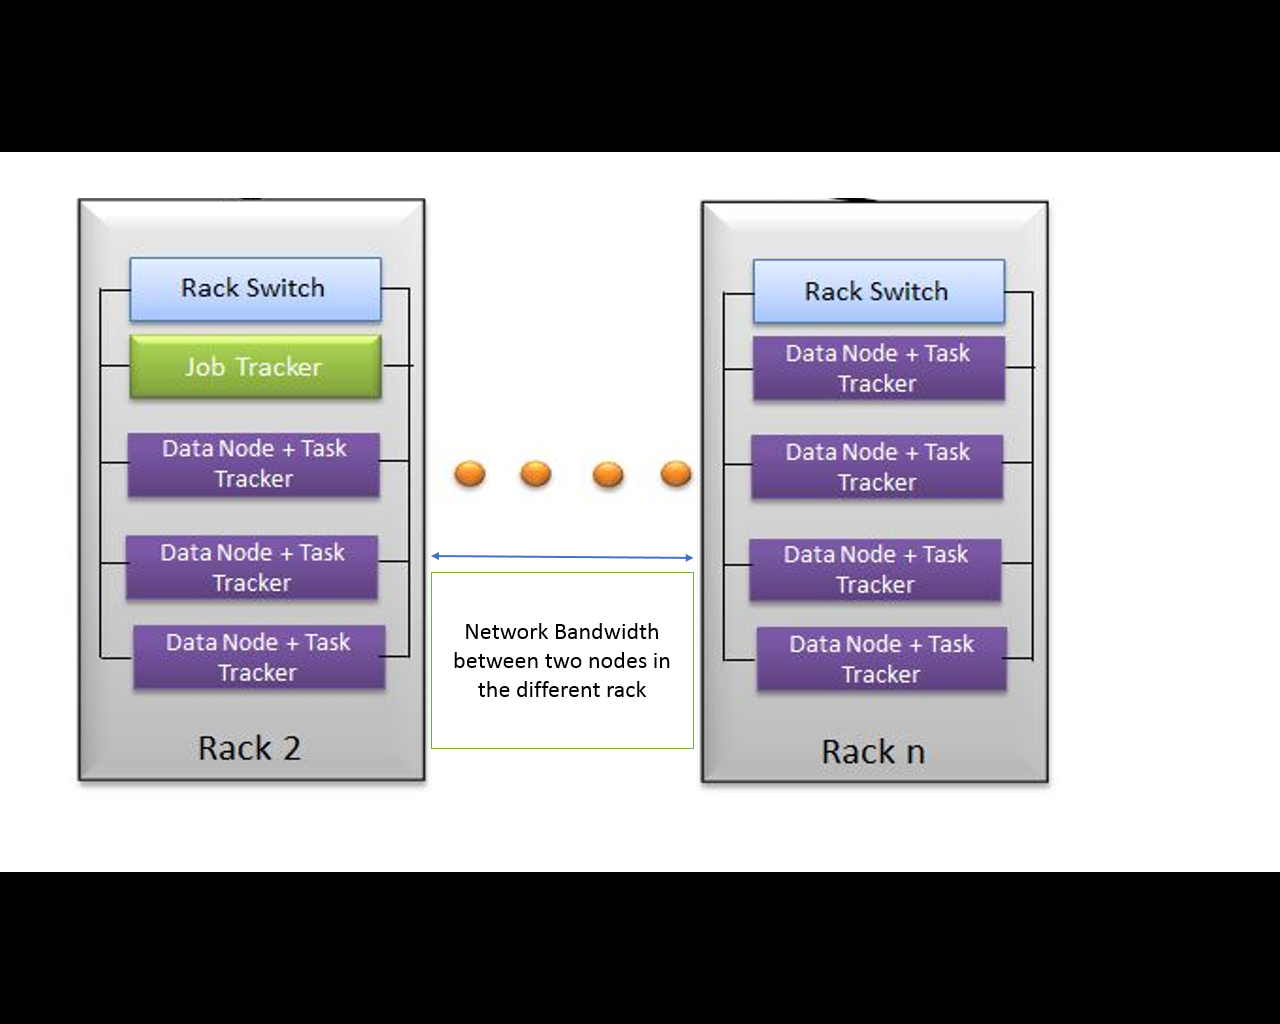 Rack Switch
Job Tracker
Data Node + Task
Tracker
Data Node + Task
Tracker
Data Node + Task
Tracker
Rack 2
Network Bandwidth
between two nodes in
the different rack
Rack Switch
Data Node + Task
Tracker
Data Node + Task
Tracker
Data Node + Task
Tracker
Data Node + Task
Tracker
Rack n